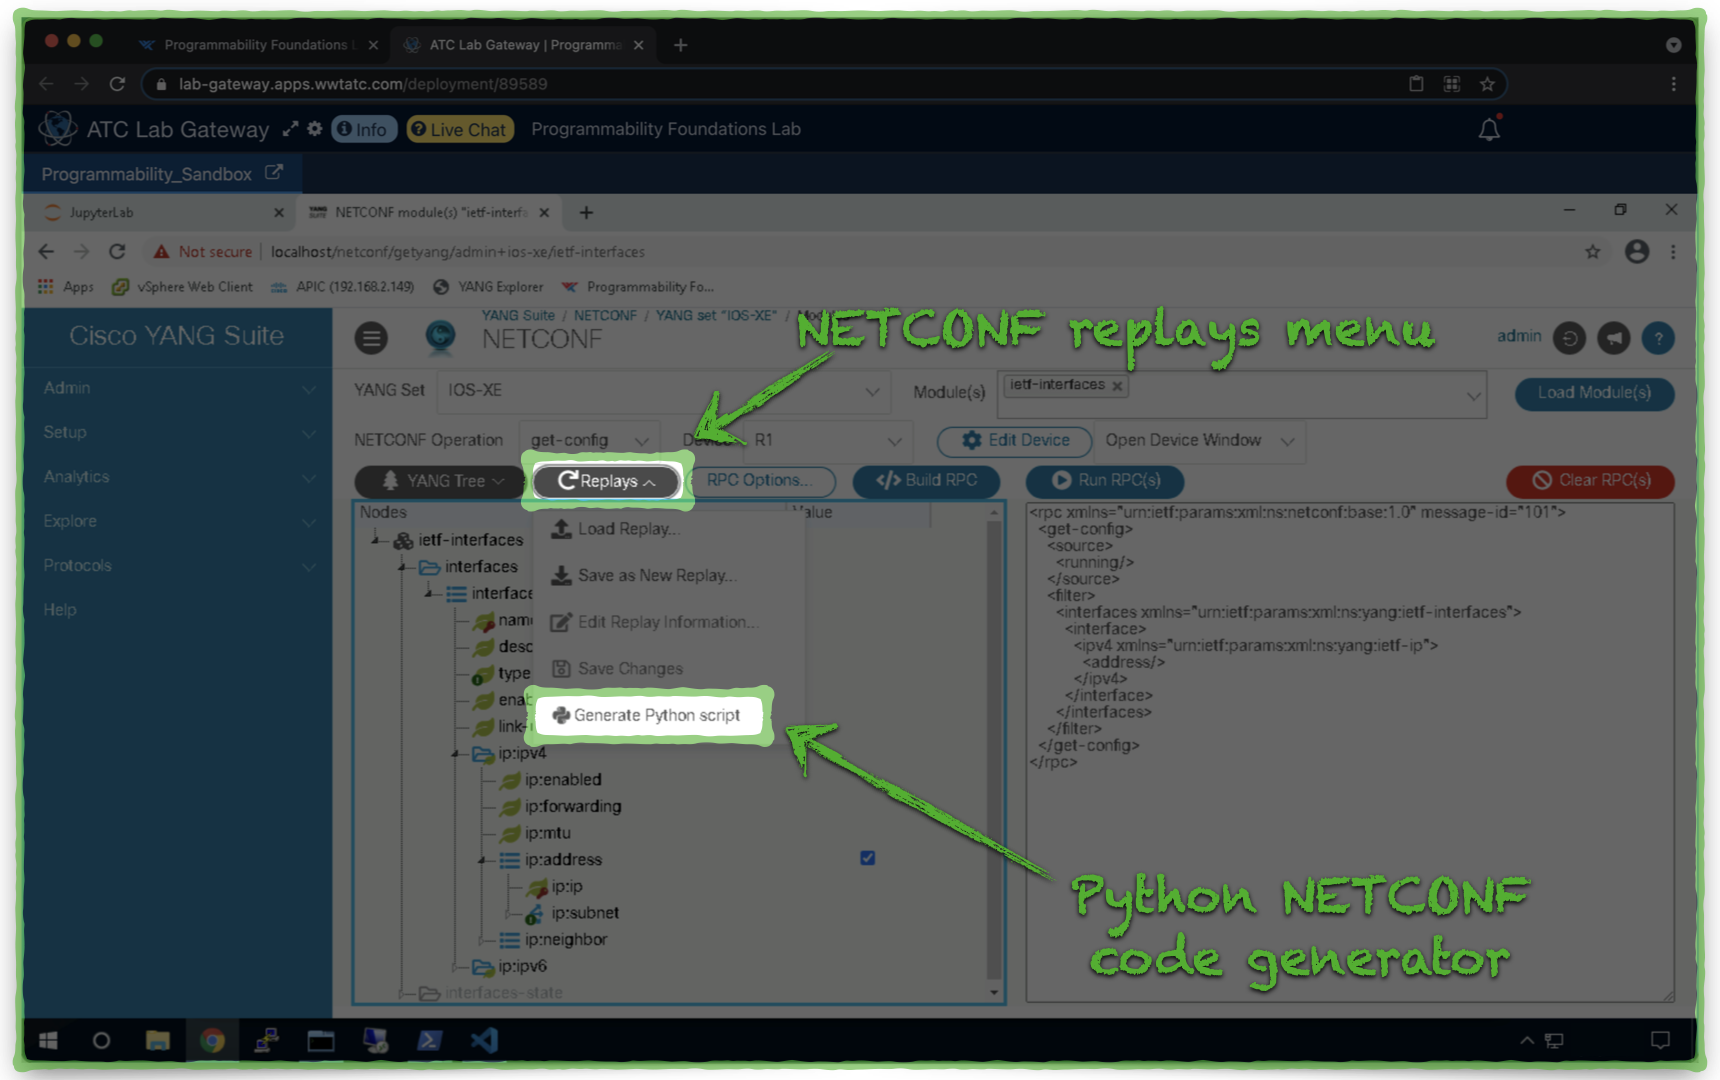 Programmability Foundations L
ATC Lab Gateway | Programma
lab-gateway.apps.wwtatc.com/deployment/89589
ATC Lab Gateway
Info
Live Chat
Programmability Foundations Lab
Programmability_Sandbox
JupyterLab
NETCONF module(s) "ietf-interfa
Not secure
localhost/netconf/getyang/admin+ios-xe/ietf-interfaces
Apps
vSphere Web Client
APIC (192.168.2.149)
YANG Explorer
Programmability Fo...
Cisco YANG Suite
YANG Suite / NETCONF / YANG set "IOS-XE" /
NETCONF
NETCONF replays menu
admin
Admin
Setup
Analytics
Explore
Protocols
Help
YANG Set
IOS-XE
Module(s)
ietf-interfaces
Load Module(s)
NETCONF Operation
get-config
R1
Edit Device
Open Device Window
YANG Tree
Replays
RPC Options...
Build RPC
Run RPC(s)
Clear RPC(s)
Nodes
Value
ietf-interfaces
interfaces
interface
nam
desc
type
ena
link-
ip:ipv4
ip:enabled
ip:forwarding
ip:mtu
ip:address
ip:ip
ip:subnet
ip:neighbor
ip:ipv6
interfaces-state
Load Replay...
Save as New Replay...
Edit Replay Information...
Save Changes
Generate Python script
<rpc xmlns="urn:ietf:params:xml:ns:netconf:base:1.0" message-id="101">
<get-config>
<source>
<running/>
</source>
<filter>
<interfaces xmlns="urn:ietf:params:xml:ns:yang:ietf-interfaces">
<interface>
<ipv4 xmlns="urn:ietf:params:xml:ns:yang:ietf-ip">
<address/>
</ipv4>
</interface>
</interfaces>
</filter>
</get-config>
</rpc>
Python NETCONF
code generator